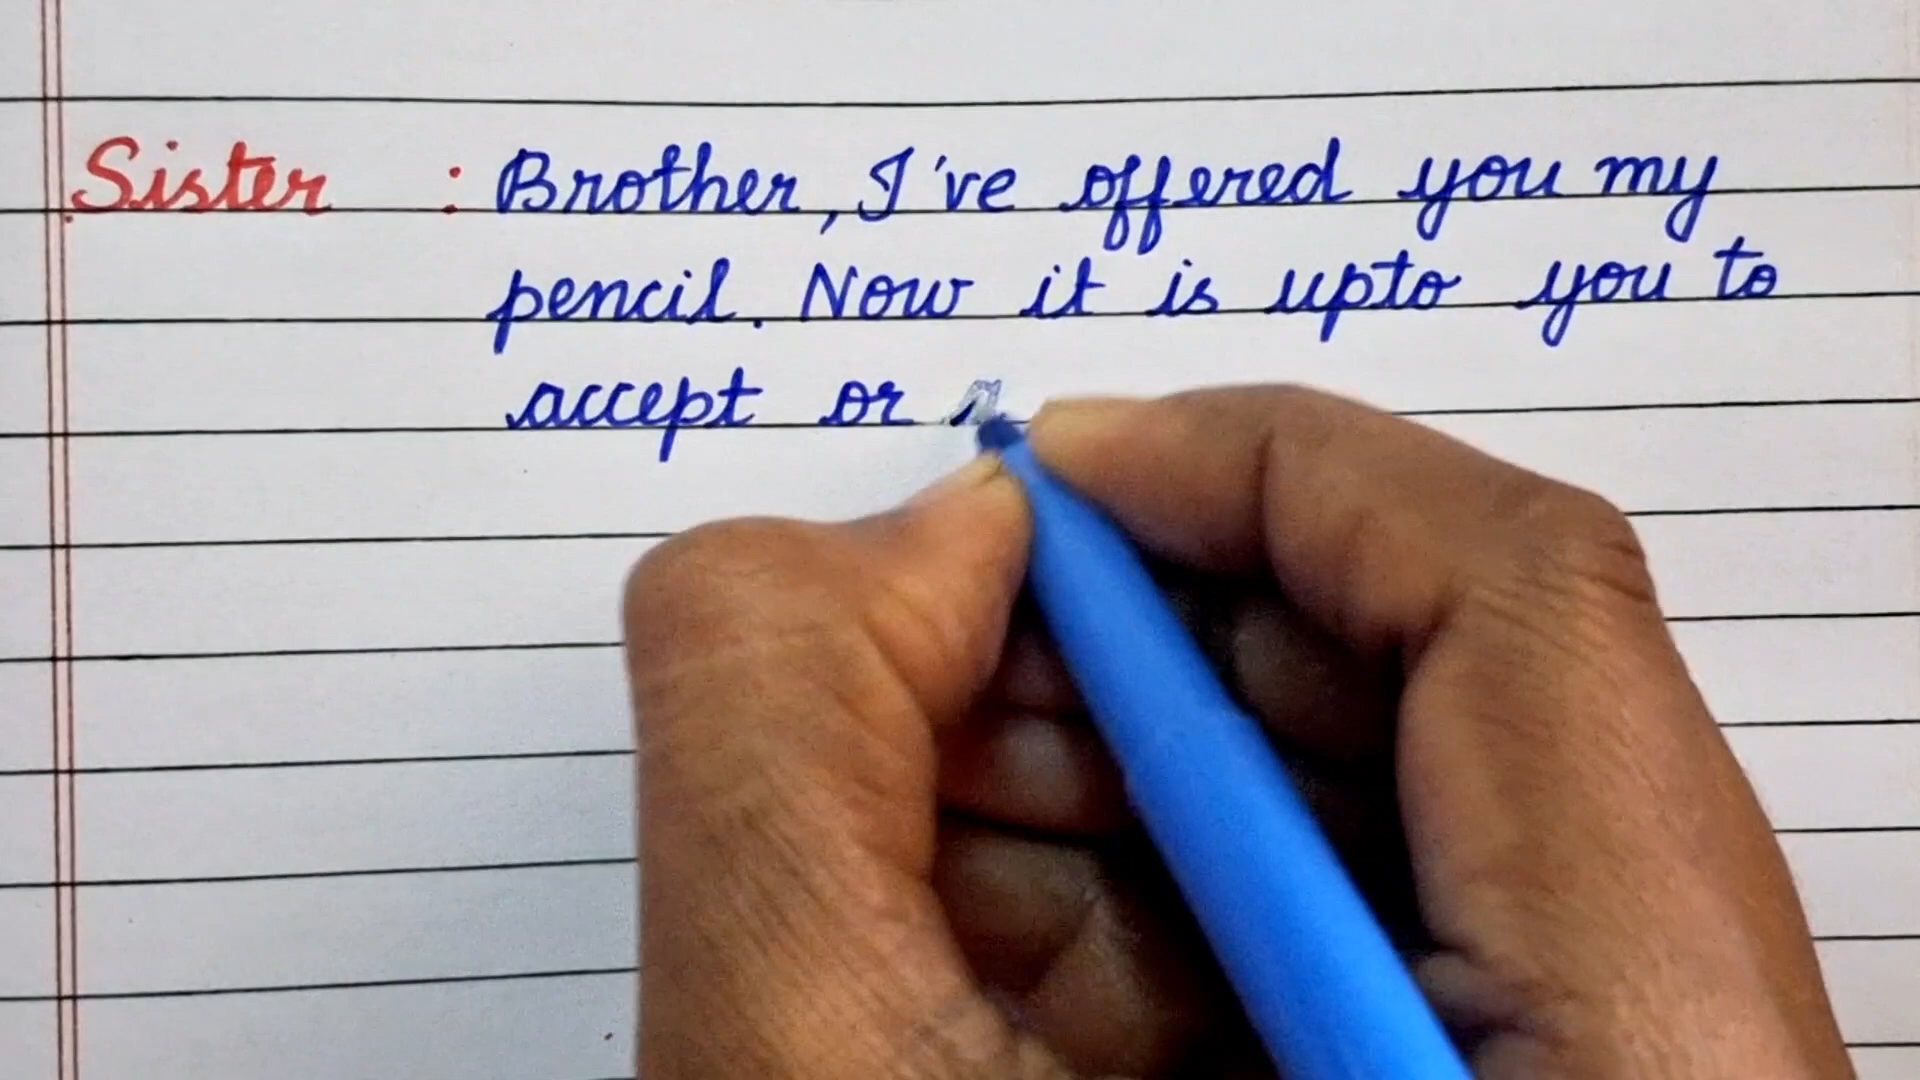 Sister : Brother, I've offered you my
pencil. Now it is upto you to
accept or